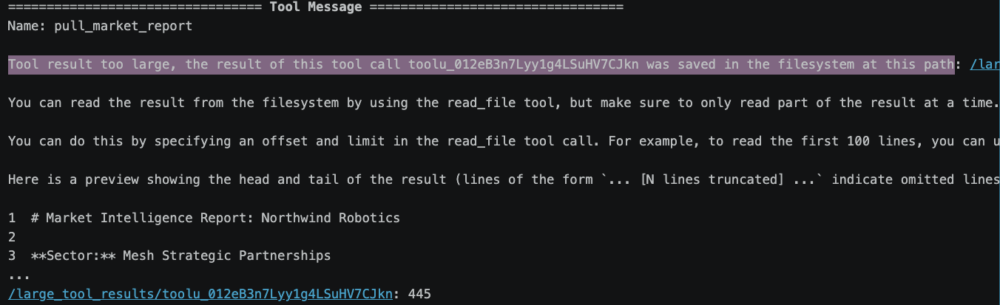 ================================ Tool Message =================================
Name: pull_market_report
Tool result too large, the result of this tool call toolu_012eB3n7Lyy1g4LSuHV7CJkn was saved in the filesystem at this path: /lar
You can read the result from the filesystem by using the read_file tool, but make sure to only read part of the result at a time.
You can do this by specifying an offset and limit in the read_file tool call. For example, to read the first 100 lines, you can u
Here is a preview showing the head and tail of the result (lines of the form `... [N lines truncated] ...` indicate omitted lines
1  # Market Intelligence Report: Northwind Robotics
2
3  **Sector:** Mesh Strategic Partnerships
...
/large_tool_results/toolu_012eB3n7Lyy1g4LSuHV7CJkn: 445